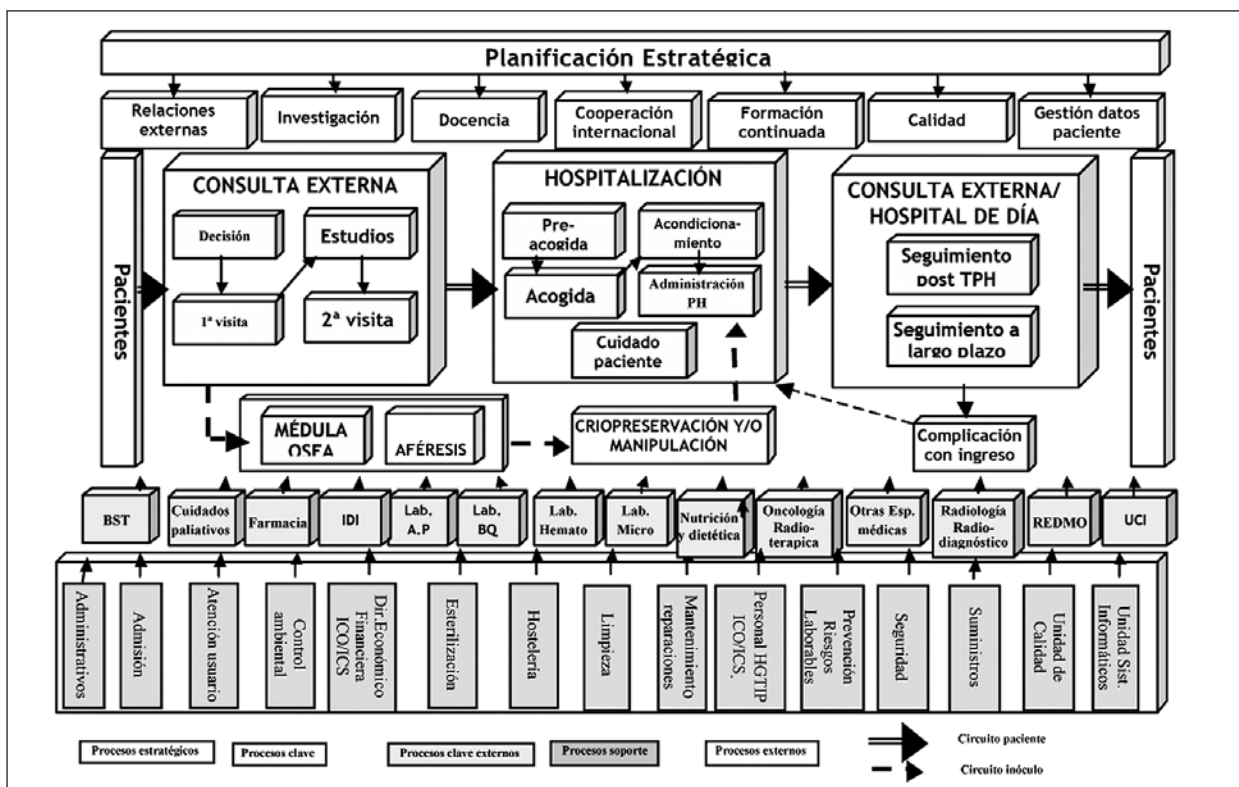 Planificación Estratégica
Relaciones
externas
Investigación
Docencia
Cooperación
internacional
Formación
continuada
Calidad
Gestión datos
paciente
Pacientes
CONSULTA EXTERNA
Decisión
Estudios
1ª visita
2ª visita
HOSPITALIZACIÓN
Pre-
acogida
Acondiciona-
miento
Acogida
Administración
PH
Cuidado
paciente
CONSULTA EXTERNA/
HOSPITAL DE DÍA
Seguimiento
post TPH
Seguimiento a
largo plazo
Pacientes
MÉDULA
OSEA
AFÉRESIS
CRIOPRESERVACIÓN Y/O
MANIPULACIÓN
Complicación
con ingreso
BST
Cuidados
paliativos
Farmacia
IDI
Lab.
A.P
Lab.
BQ
Lab.
Hemato
Lab.
Micro
Nutrición
y dietética
Oncología
Radio-
terapica
Otras Esp.
médicas
Radiología
Radio-
diagnóstico
REDMO
UCI
Administrativos
Admisión
Atención usuario
Control
ambiental
Dir.Económico
Financiera
ICO/ICS
Esterilización
Hostelería
Limpieza
Mantenimiento
reparaciones
Personal HGTIP
ICO/ICS.
Prevención
Riesgos
Laborables
Seguridad
Suministros
Unidad de
Calidad
Unidad Sist.
Informáticos
Procesos estratégicos
Procesos clave
Procesos clave externos
Procesos soporte
Procesos externos
Circuito paciente
Circuito inóculo